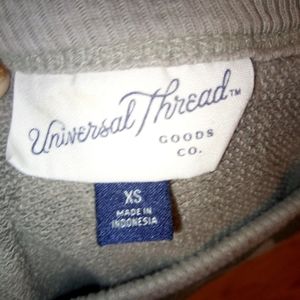 Universal Thread™
GOODS
CO.
XS
MADE IN
INDONESIA